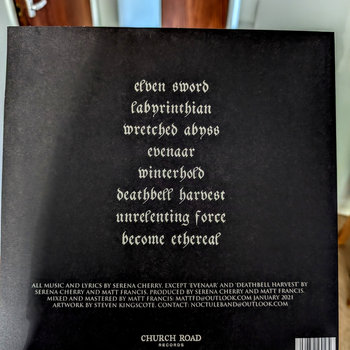 elven sword
labyrinthian
wretched abyss
evenaar
winterhold
deathbell harvest
unrelenting force
become ethereal
ALL MUSIC AND LYRICS BY SERENA CHERRY, EXCEPT 'EVENAAR' AND 'DEATHBELL HARVEST' BY
SERENA CHERRY AND MATT FRANCIS. PRODUCED BY SERENA CHERRY AND MATT FRANCIS.
MIXED AND MASTERED BY MATT FRANCIS: MATTFD@OUTLOOK.COM JANUARY 2021
ARTWORK BY STEVEN KINGSCOTE. CONTACT: NOCTULEBAND@OUTLOOK.COM
CHURCH ROAD
RECORDS